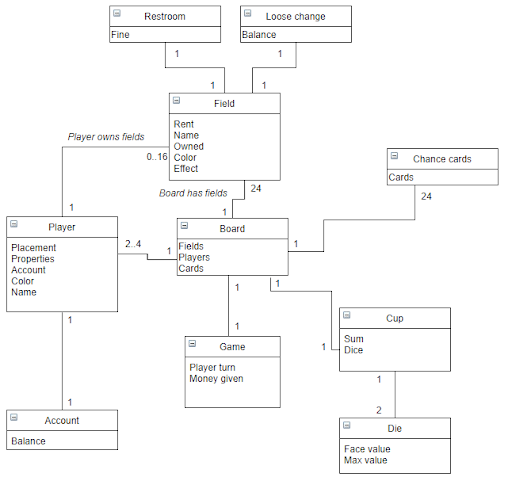 Restroom
Fine
Loose change
Balance
1
1
1
1
Field
Rent
Name
Owned
Color
Effect
Player owns fields
0..16
Board has fields
24
1
Chance cards
Cards
24
1
Player
Placement
Properties
Account
Color
Name
1
2..4
1
Board
Fields
Players
Cards
1
1
1
1
Game
Player turn
Money given
Cup
Sum
Dice
1
2
Die
Face value
Max value
1
1
Account
Balance